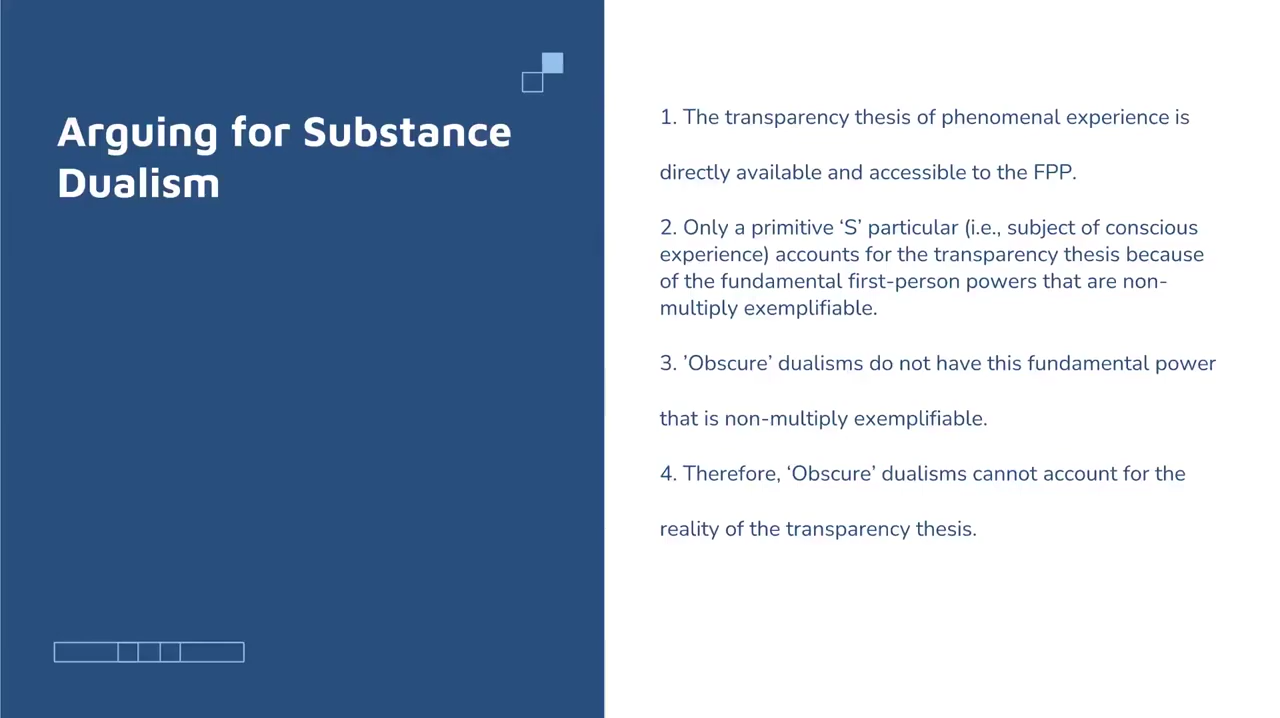 Arguing for Substance
Dualism
1. The transparency thesis of phenomenal experience is
directly available and accessible to the FPP.
2. Only a primitive ‘S’ particular (i.e., subject of conscious
experience) accounts for the transparency thesis because
of the fundamental first-person powers that are non-
multiply exemplifiable.
3. ’Obscure’ dualisms do not have this fundamental power
that is non-multiply exemplifiable.
4. Therefore, ‘Obscure’ dualisms cannot account for the
reality of the transparency thesis.